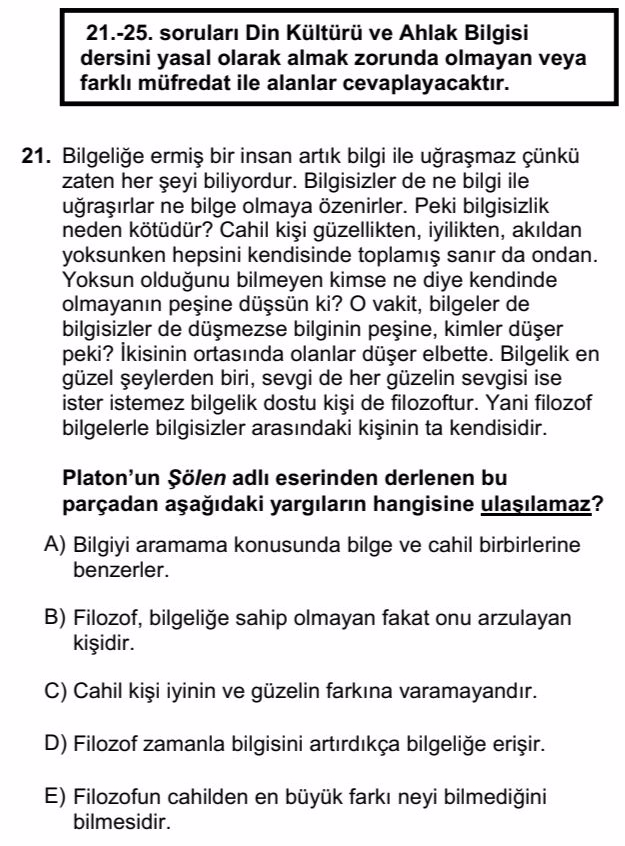 21.-25. soruları Din Kültürü ve Ahlak Bilgisi
dersini yasal olarak almak zorunda olmayan veya
farklı müfredat ile alanlar cevaplayacaktır.
21. Bilgeliğe ermiş bir insan artık bilgi ile uğraşmaz çünkü
zaten her şeyi biliyordur. Bilgisizler de ne bilgi ile
uğraşırlar ne bilge olmaya özenirler. Peki bilgisizlik
neden kötüdür? Cahil kişi güzellikten, iyilikten, akıldan
yoksunken hepsini kendisinde toplamış sanır da ondan.
Yoksun olduğunu bilmeyen kimse ne diye kendinde
olmayanın peşine düşsün ki? O vakit, bilgeler de
bilgisizler de düşmezse bilginin peşine, kimler düşer
peki? İkisinin ortasında olanlar düşer elbette. Bilgelik en
güzel şeylerden biri, sevgi de her güzelin sevgisi ise
ister istemez bilgelik dostu kişi de filozoftur. Yani filozof
bilgelerle bilgisizler arasındaki kişinin ta kendisidir.
Platon’un Şölen adlı eserinden derlenen bu
parçadan aşağıdaki yargıların hangisine ulaşılamaz?
A) Bilgiyi aramama konusunda bilge ve cahil birbirlerine
benzerler.
B) Filozof, bilgeliğe sahip olmayan fakat onu arzulayan
kişidir.
C) Cahil kişi iyinin ve güzelin farkına varamayandır.
D) Filozof zamanla bilgisini artırdıkça bilgeliğe erişir.
E) Filozofun cahilden en büyük farkı neyi bilmediğini
bilmesidir.